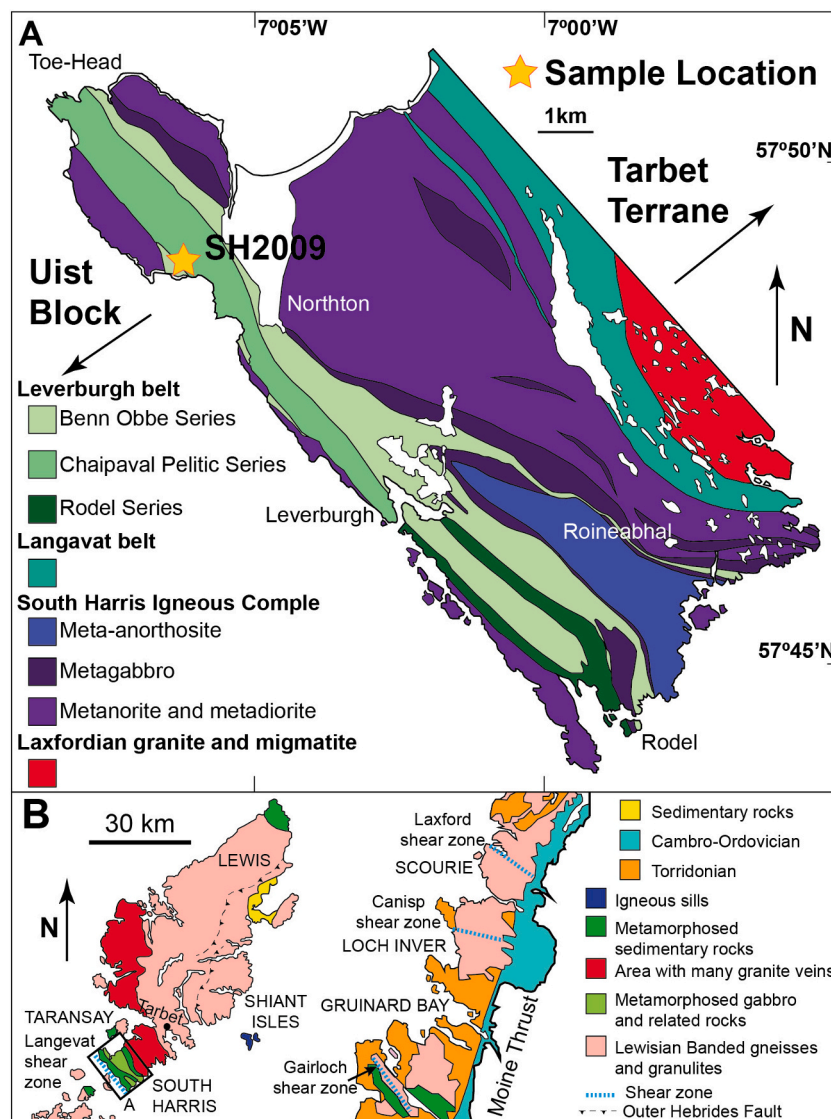 A
7º05’W
7º00’W
Toe-Head
Sample Location
1km
57º50’N
Tarbet
Terrane
SH2009
Uist
Block
Northton
N
Leverburgh belt
Benn Obbe Series
Chaipaval Pelitic Series
Rodel Series
Leverburgh
Roineabhal
Langavat belt
South Harris Igneous Comple
Meta-anorthosite
57º45’N
Metagabbro
Metanorite and metadiorite
Rodel
Laxfordian granite and migmatite
B
30 km
LEWIS
N
TARANSAY
Tarbet
Langevat
shear
zone
A
SOUTH
HARRIS
SHIANT
ISLES
Laxford
shear zone
SCOURIE
Canisp
shear zone
LOCH INVER
GRUINARD BAY
Gairloch
shear zone
Moine Thrust
Sedimentary rocks
Cambro-Ordovician
Torridonian
Igneous sills
Metamorphosed
sedimentary rocks
Area with many granite veins
Metamorphosed gabbro
and related rocks
Lewisian Banded gneisses
and granulites
Shear zone
Outer Hebrides Fault